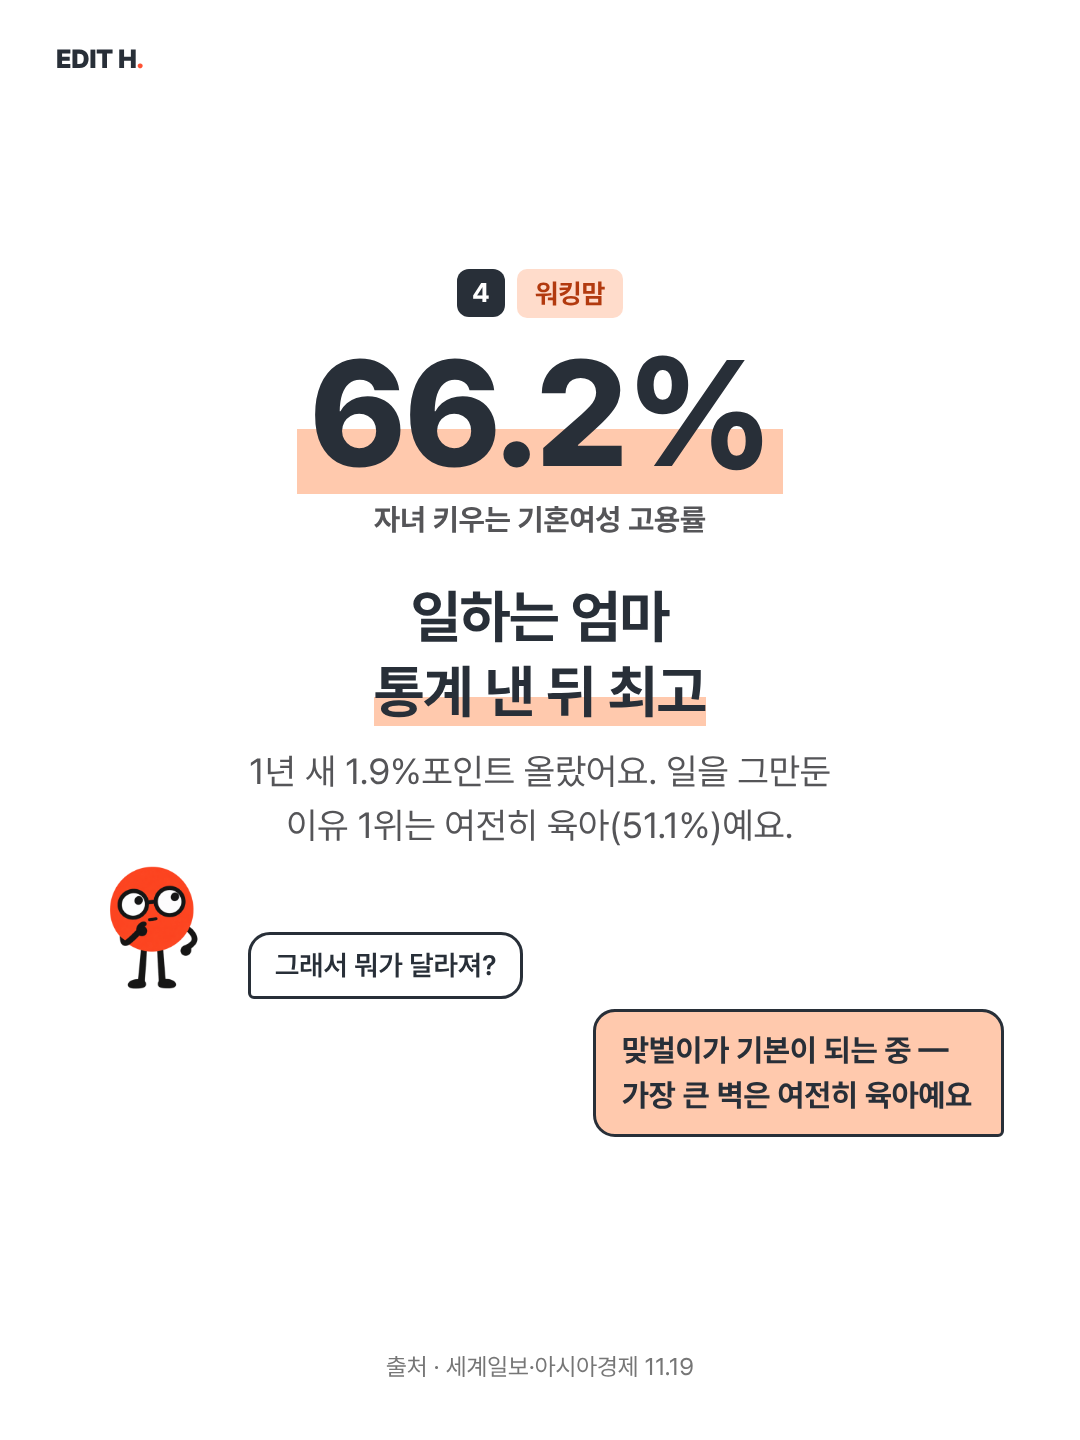 EDIT H.
4 워킹맘
66.2%
자녀 키우는 기혼여성 고용률
일하는 엄마
통계 낸 뒤 최고
1년 새 1.9%포인트 올랐어요. 일을 그만둔
이유 1위는 여전히 육아(51.1%)예요.
그래서 뭐가 달라져?
맞벌이가 기본이 되는 중 —
가장 큰 벽은 여전히 육아예요
출처 · 세계일보·아시아경제 11.19